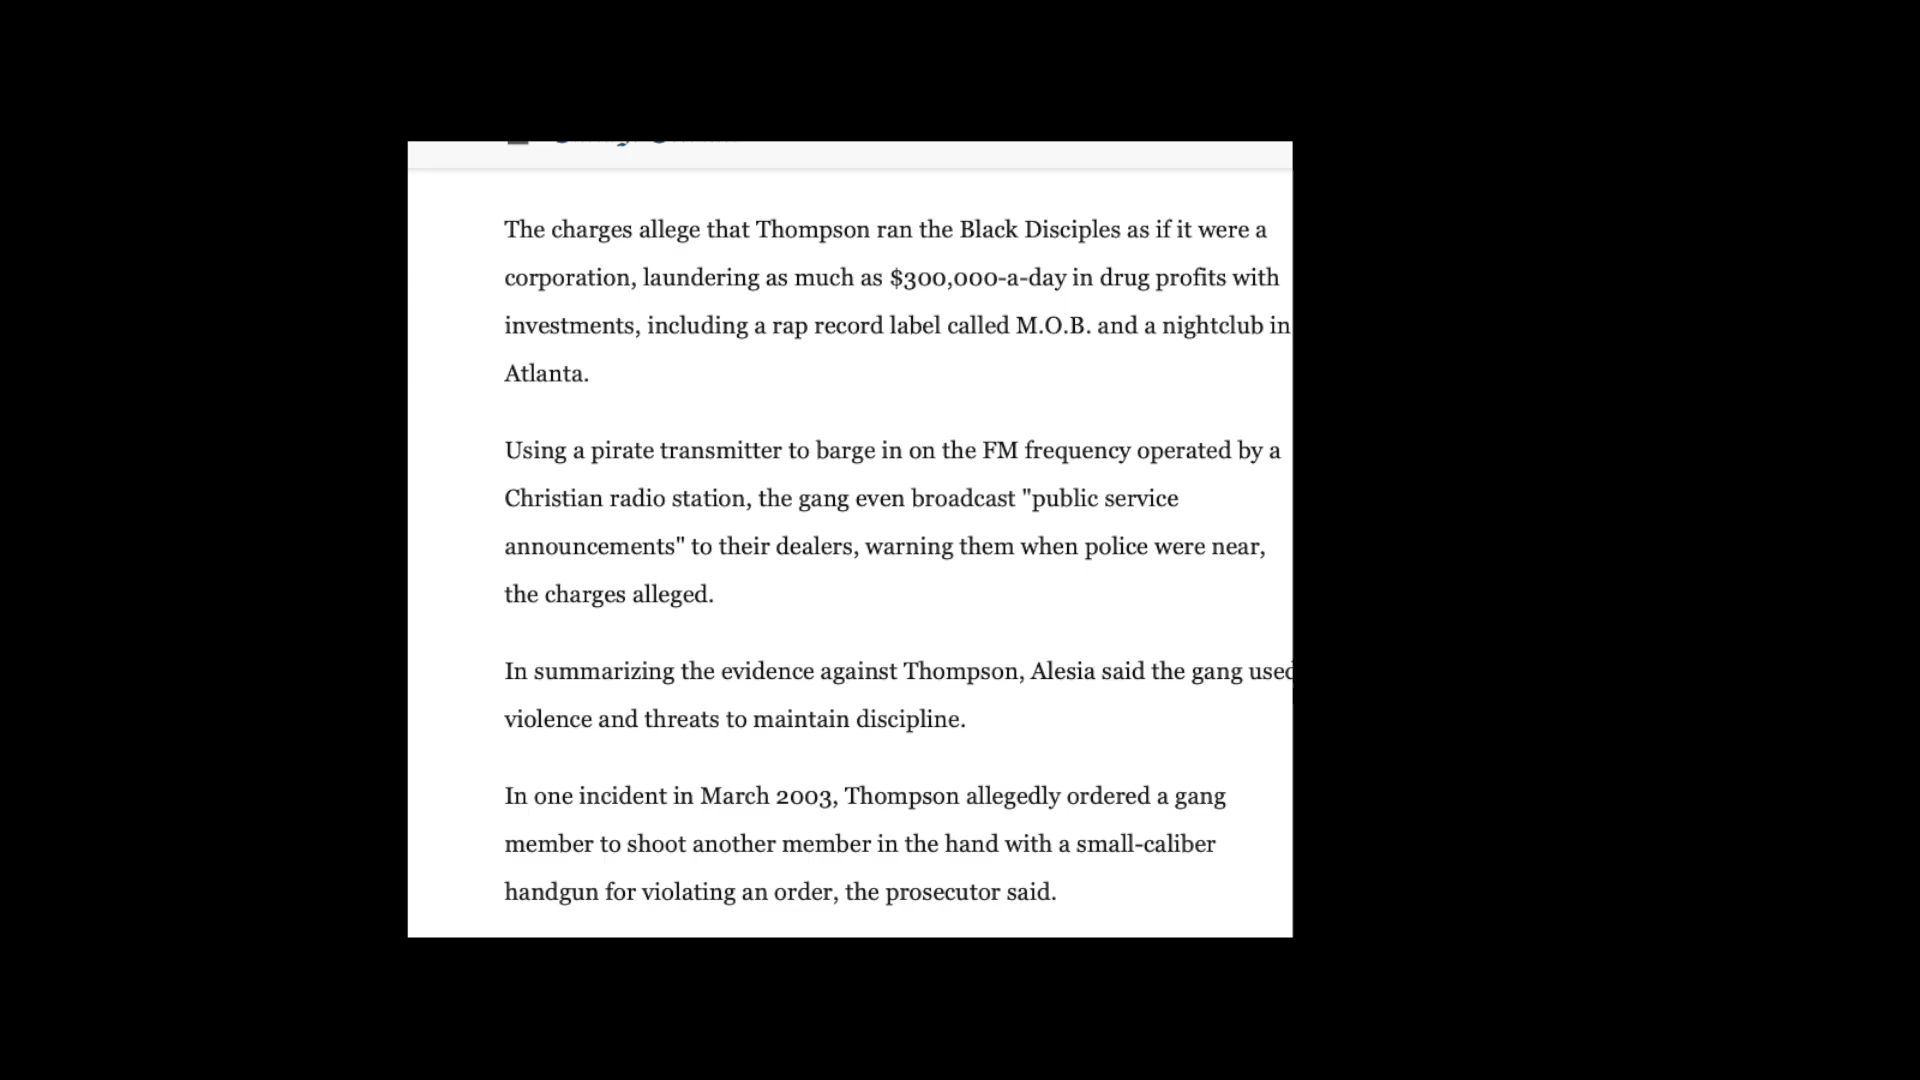 The charges allege that Thompson ran the Black Disciples as if it were a
corporation, laundering as much as $300,000-a-day in drug profits with
investments, including a rap record label called M.O.B. and a nightclub in
Atlanta.
Using a pirate transmitter to barge in on the FM frequency operated by a
Christian radio station, the gang even broadcast "public service
announcements" to their dealers, warning them when police were near,
the charges alleged.
In summarizing the evidence against Thompson, Alesia said the gang used
violence and threats to maintain discipline.
In one incident in March 2003, Thompson allegedly ordered a gang
member to shoot another member in the hand with a small-caliber
handgun for violating an order, the prosecutor said.